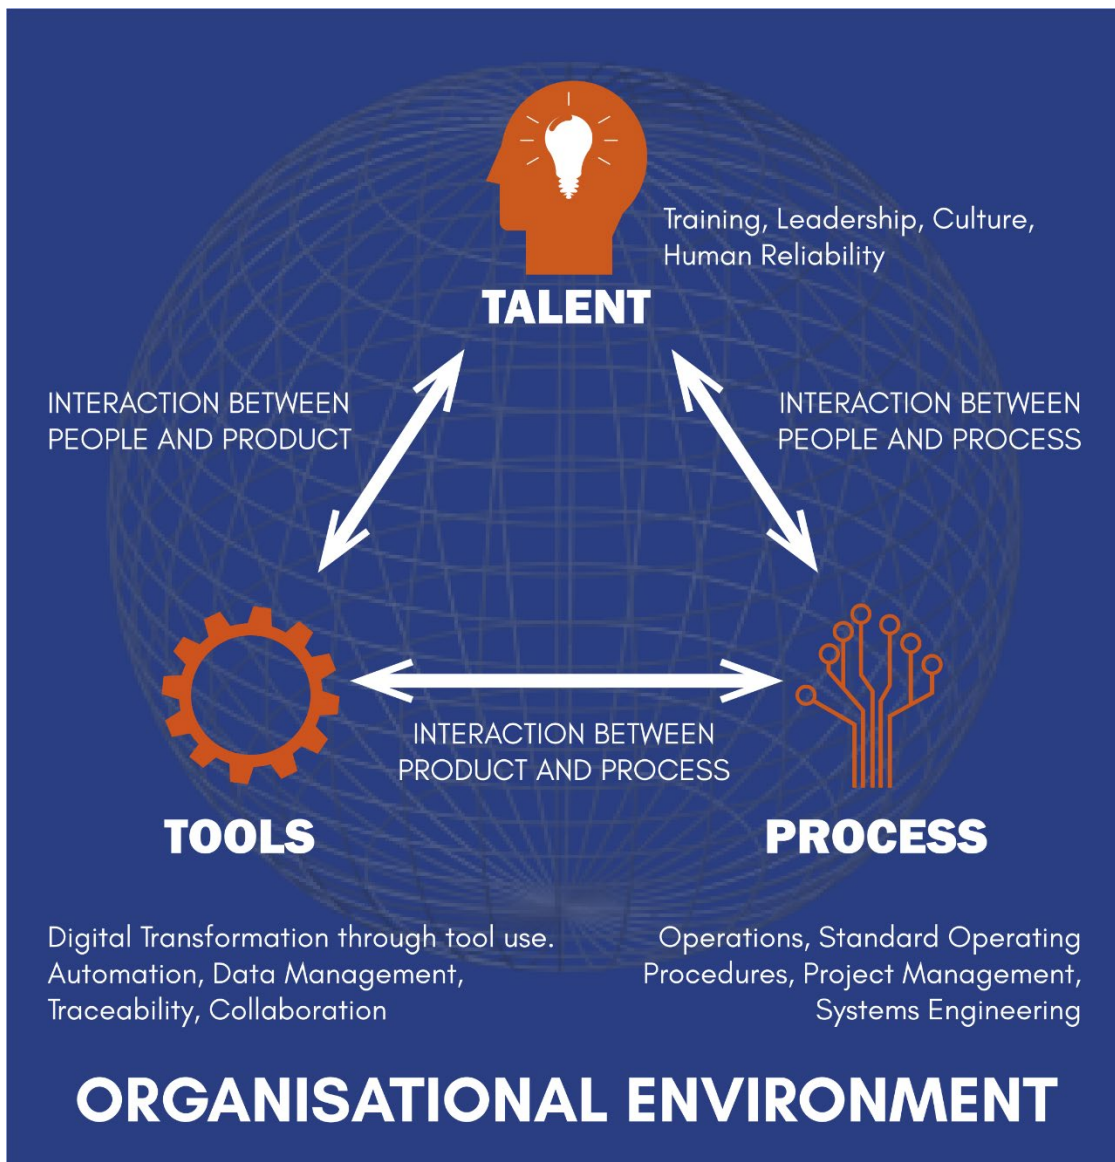 Training, Leadership, Culture,
Human Reliability
TALENT
INTERACTION BETWEEN
PEOPLE AND PRODUCT
INTERACTION BETWEEN
PEOPLE AND PROCESS
INTERACTION BETWEEN
PRODUCT AND PROCESS
TOOLS
PROCESS
Digital Transformation through tool use.
Automation, Data Management,
Traceability, Collaboration
Operations, Standard Operating
Procedures, Project Management,
Systems Engineering
ORGANISATIONAL ENVIRONMENT